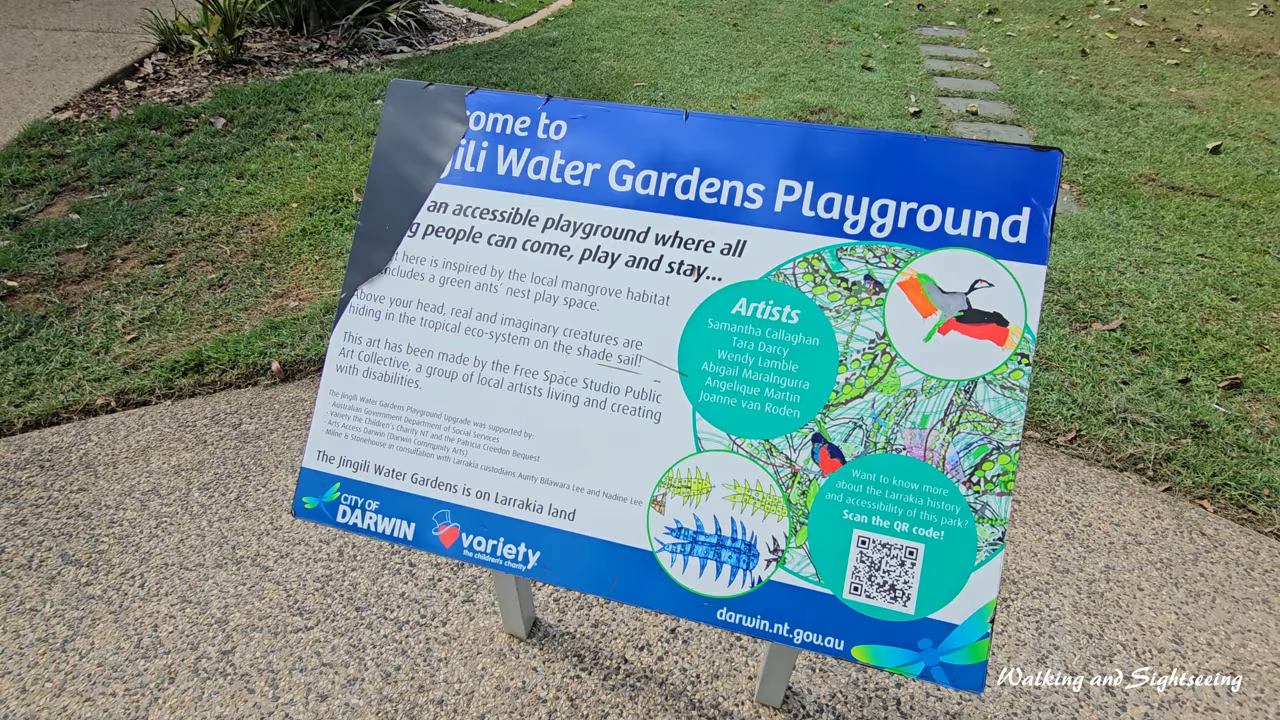 come to
jili Water Gardens Playground
an accessible playground where all
g people can come, play and stay...
t here is inspired by the local mangrove habitat
includes a green ants' nest play space.
Above your head, real and imaginary creatures are
hiding in the tropical eco-system on the shade sail!
This art has been made by the Free Space Studio Public
Art Collective, a group of local artists living and creating
with disabilities.
The Jingili Water Gardens Playground Upgrade was supported by:
- Australian Government Department of Social Services
- Variety the Children's Charity NT and the Patricia Creedon Bequest
- Arts Access Darwin (Darwin Community Arts)
- Milne & Stonehouse in consultation with Larrakia custodians Aunty Bilawara Lee and Nadine Lee
The Jingili Water Gardens is on Larrakia land
Artists
Samantha Callaghan
Tara Darcy
Wendy Lamble
Abigail Maralngurra
Angelique Martin
Joanne van Roden
Want to know more
about the Larrakia history
and accessibility of this park?
Scan the QR code!
CITY OF
DARWIN
variety
the children's charity
darwin.nt.gov.au
Walking and Sightseeing